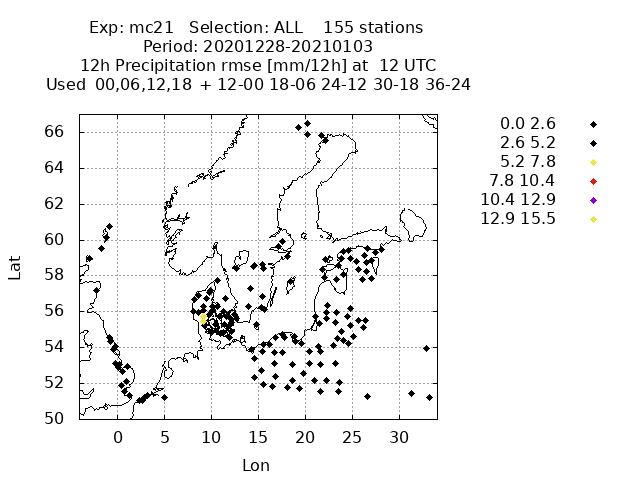 Exp: mc21   Selection: ALL    155 stations
Period: 20201228-20210103
12h Precipitation rmse [mm/12h] at  12 UTC
Used  00,06,12,18  + 12-00 18-06 24-12 30-18 36-24
0.0 2.6
2.6 5.2
5.2 7.8
7.8 10.4
10.4 12.9
12.9 15.5
66
64
62
60
58
56
54
52
50
Lat
0 5 10 15 20 25 30
Lon